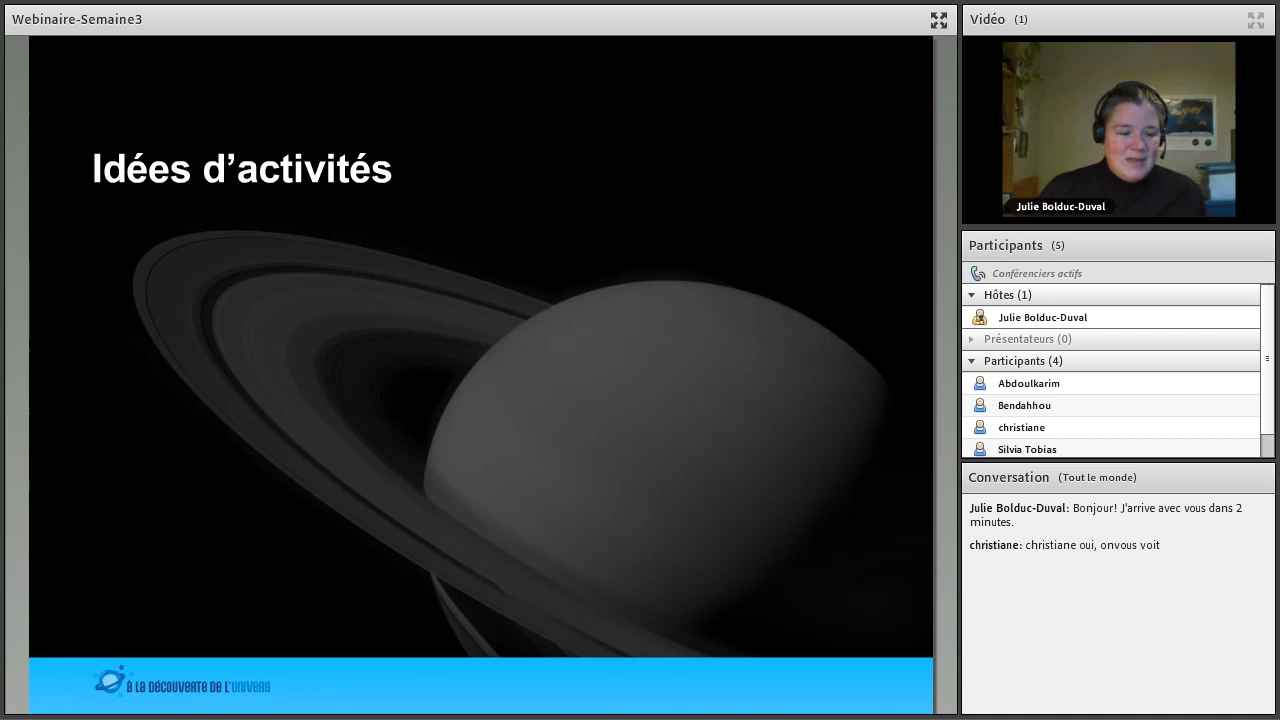 Webinaire-Semaine3
Idées d’activités
À LA DÉCOUVERTE DE L'UNIVERS
Vidéo (1)
Julie Bolduc-Duval
Participants (5)
Conférenciers actifs
Hôtes (1)
Julie Bolduc-Duval
Présentateurs (0)
Participants (4)
Abdoulkarim
Bendahhou
christiane
Silvia Tobias
Conversation (Tout le monde)
Julie Bolduc-Duval: Bonjour! J'arrive avec vous dans 2
minutes.
christiane: christiane oui, onvous voit